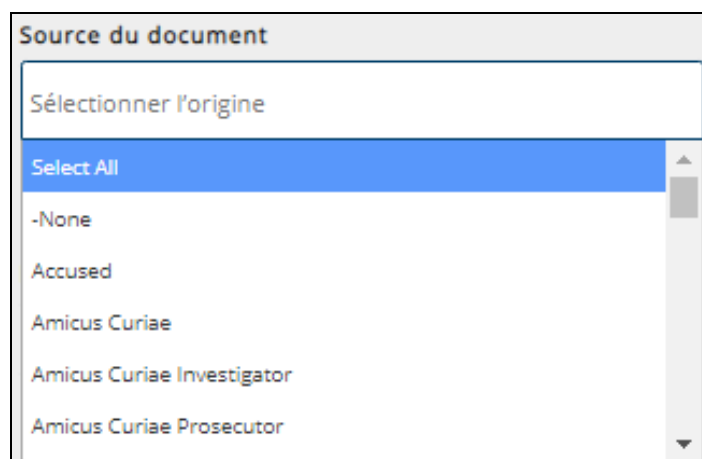 Source du document
Sélectionner l’origine
Select All
-None
Accused
Amicus Curiae
Amicus Curiae Investigator
Amicus Curiae Prosecutor